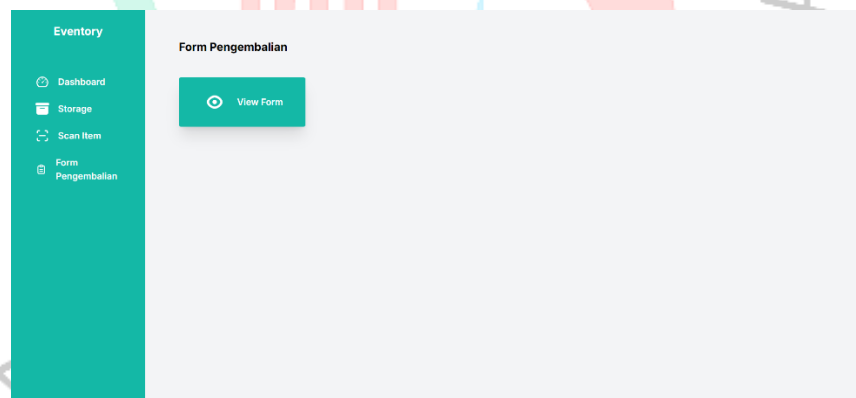 Eventory
Dashboard
Storage
Scan Item
Form
Pengembalian
Form Pengembalian
View Form